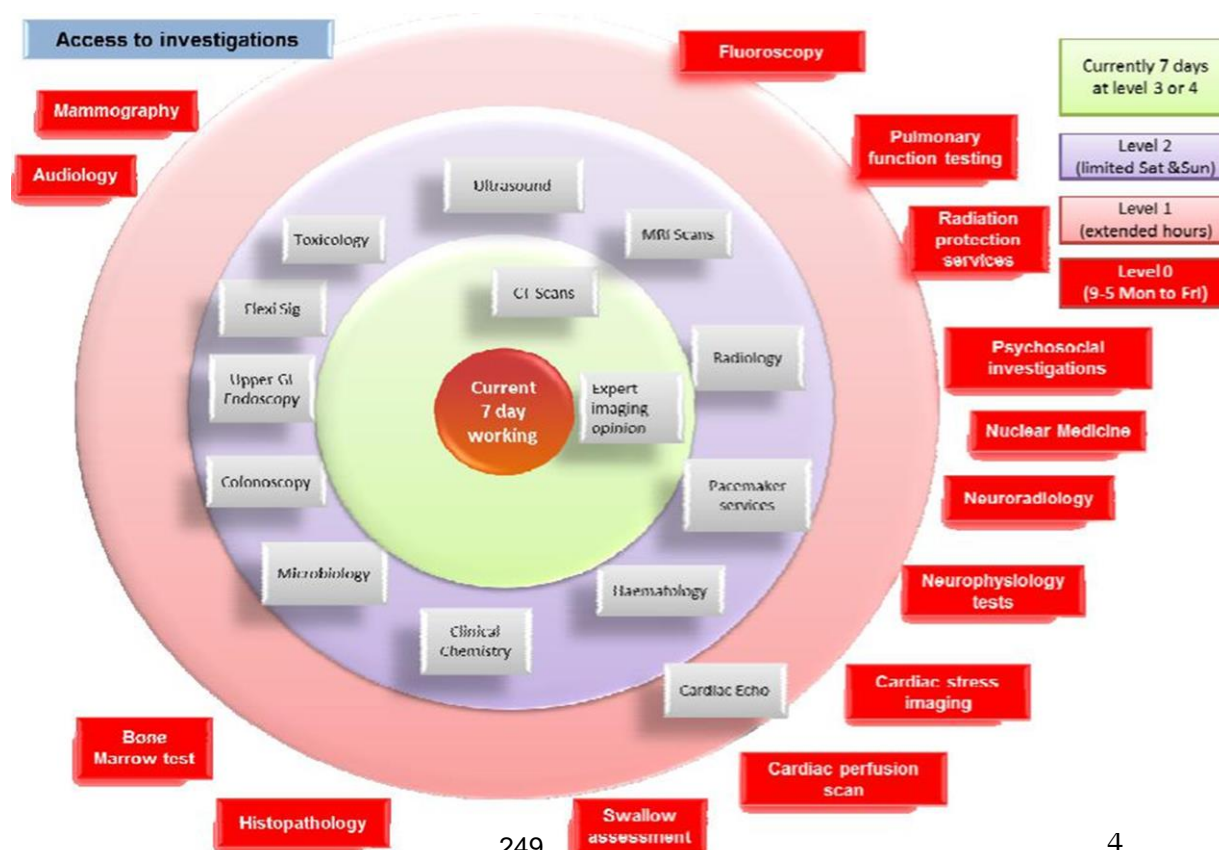 Access to investigations
Fluoroscopy
Currently 7 days
at level 3 or 4
Mammography
Pulmonary
function testing
Level 2
(limited Sat &Sun)
Audiology
Ultrasound
Radiation
protection
services
Level 1
(extended hours)
Toxicology
MRI Scans
Level 0
(9-5 Mon to Fri)
CT Scans
Flexi Sig
Psychosocial
investigations
Radiology
Upper GI
Endoscopy
Current
7 day
working
Expert
imaging
opinion
Nuclear Medicine
Colonoscopy
Pacemaker
services
Neuroradiology
Microbiology
Haematology
Neurophysiology
tests
Clinical
Chemistry
Cardiac Echo
Cardiac stress
imaging
Bone
Marrow test
Cardiac perfusion
scan
Histopathology
Swallow
assessment
249
4